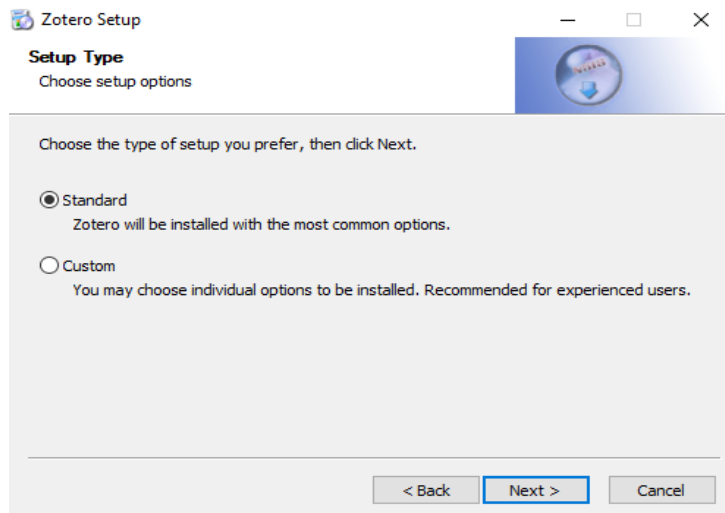 Zotero Setup
Setup Type
Choose setup options
Choose the type of setup you prefer, then click Next.
Standard
Zotero will be installed with the most common options.
Custom
You may choose individual options to be installed. Recommended for experienced users.
< Back
Next >
Cancel